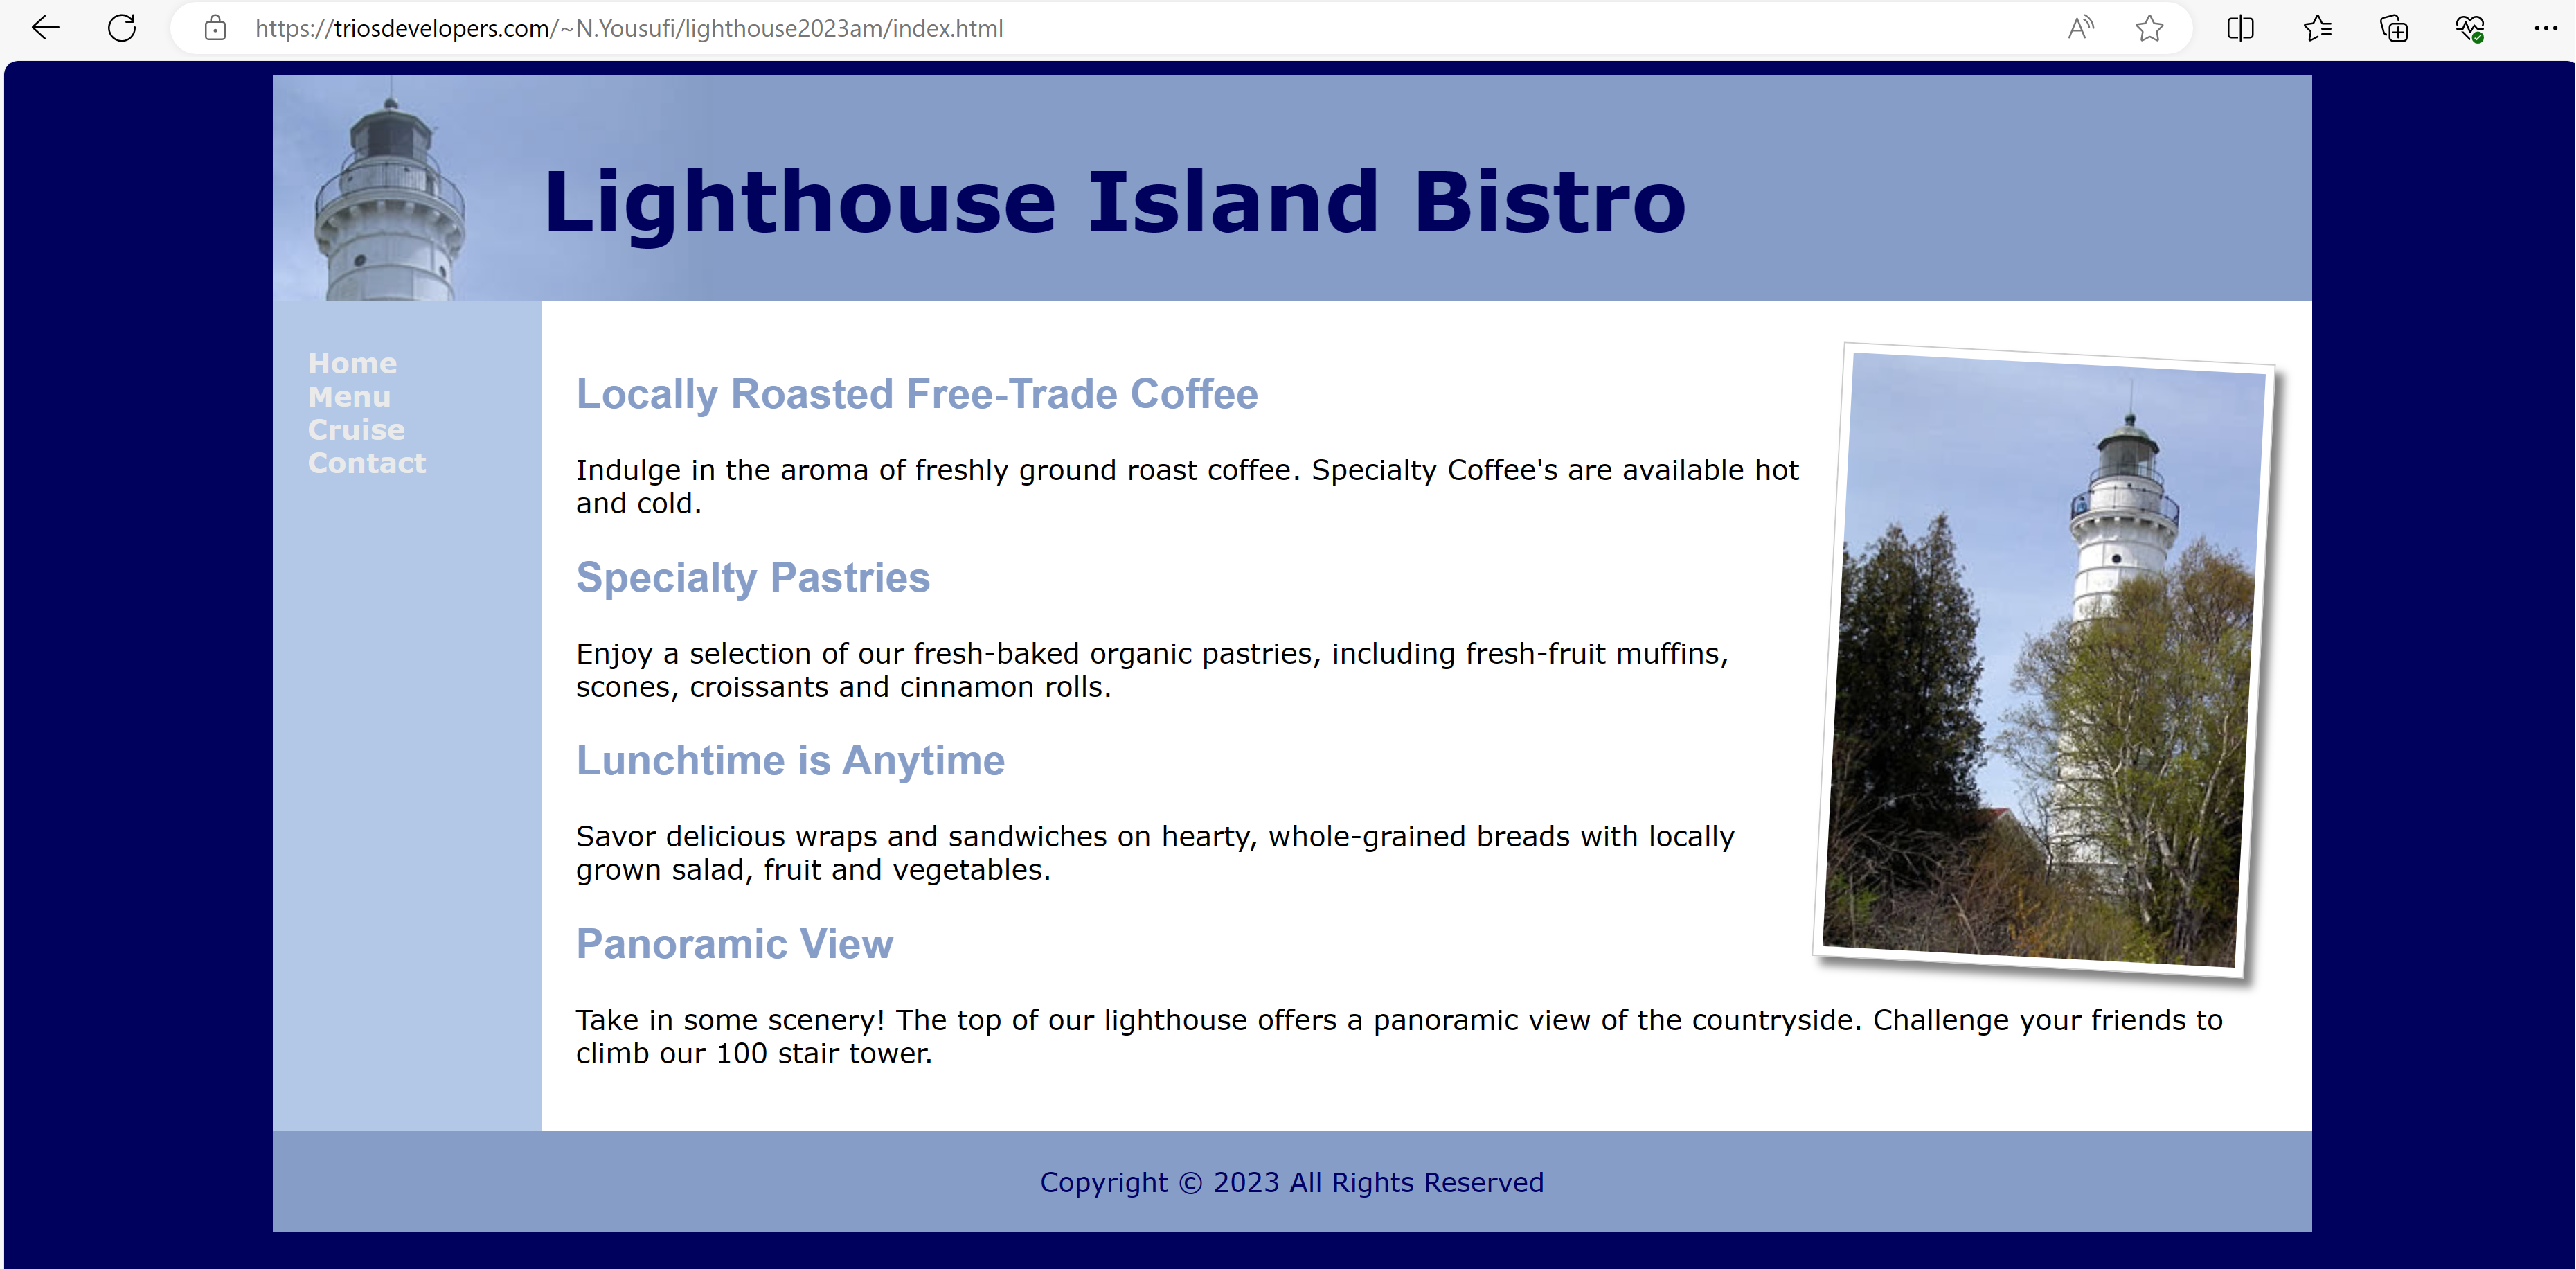 https://triosdevelopers.com/~N.Yousufi/lighthouse2023am/index.html
Lighthouse Island Bistro
Home
Menu
Cruise
Contact
Locally Roasted Free-Trade Coffee
Indulge in the aroma of freshly ground roast coffee. Specialty Coffee's are available hot
and cold.
Specialty Pastries
Enjoy a selection of our fresh-baked organic pastries, including fresh-fruit muffins,
scones, croissants and cinnamon rolls.
Lunchtime is Anytime
Savor delicious wraps and sandwiches on hearty, whole-grained breads with locally
grown salad, fruit and vegetables.
Panoramic View
Take in some scenery! The top of our lighthouse offers a panoramic view of the countryside. Challenge your friends to
climb our 100 stair tower.
Copyright © 2023 All Rights Reserved